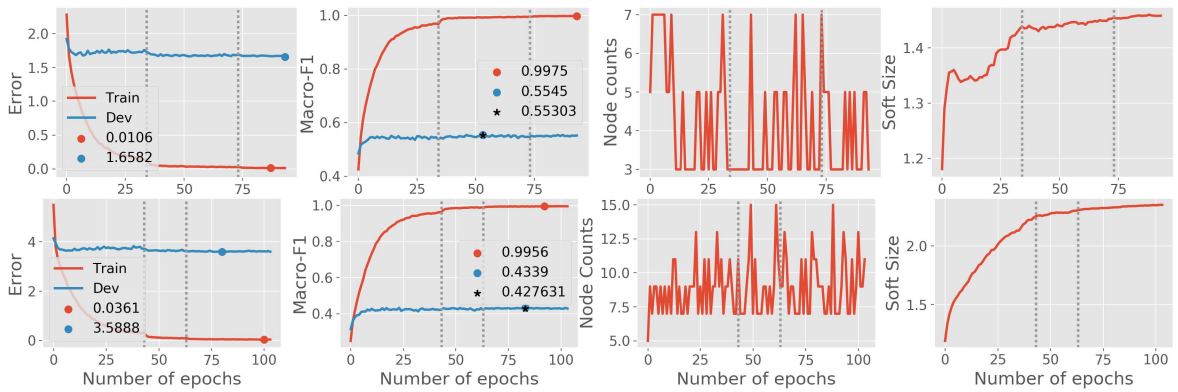 Error
2.0
1.5
1.0
0.5
0.0
Train
Dev
0.0106
1.6582
0 25 50 75
Macro-F1
1.0
0.8
0.6
0.4
0.9975
0.5545
0.55303
0 25 50 75
Node counts
7
6
5
4
3
0 25 50 75
Soft Size
1.4
1.3
1.2
0 25 50 75
Error
4
2
0
Train
Dev
0.0361
3.5888
0 25 50 75 100
Number of epochs
Macro-F1
1.0
0.8
0.6
0.4
0.9956
0.4339
0.427631
0 25 50 75 100
Number of epochs
Node Counts
15.0
12.5
10.0
7.5
5.0
0 25 50 75 100
Number of epochs
Soft Size
2.0
1.5
0 25 50 75 100
Number of epochs